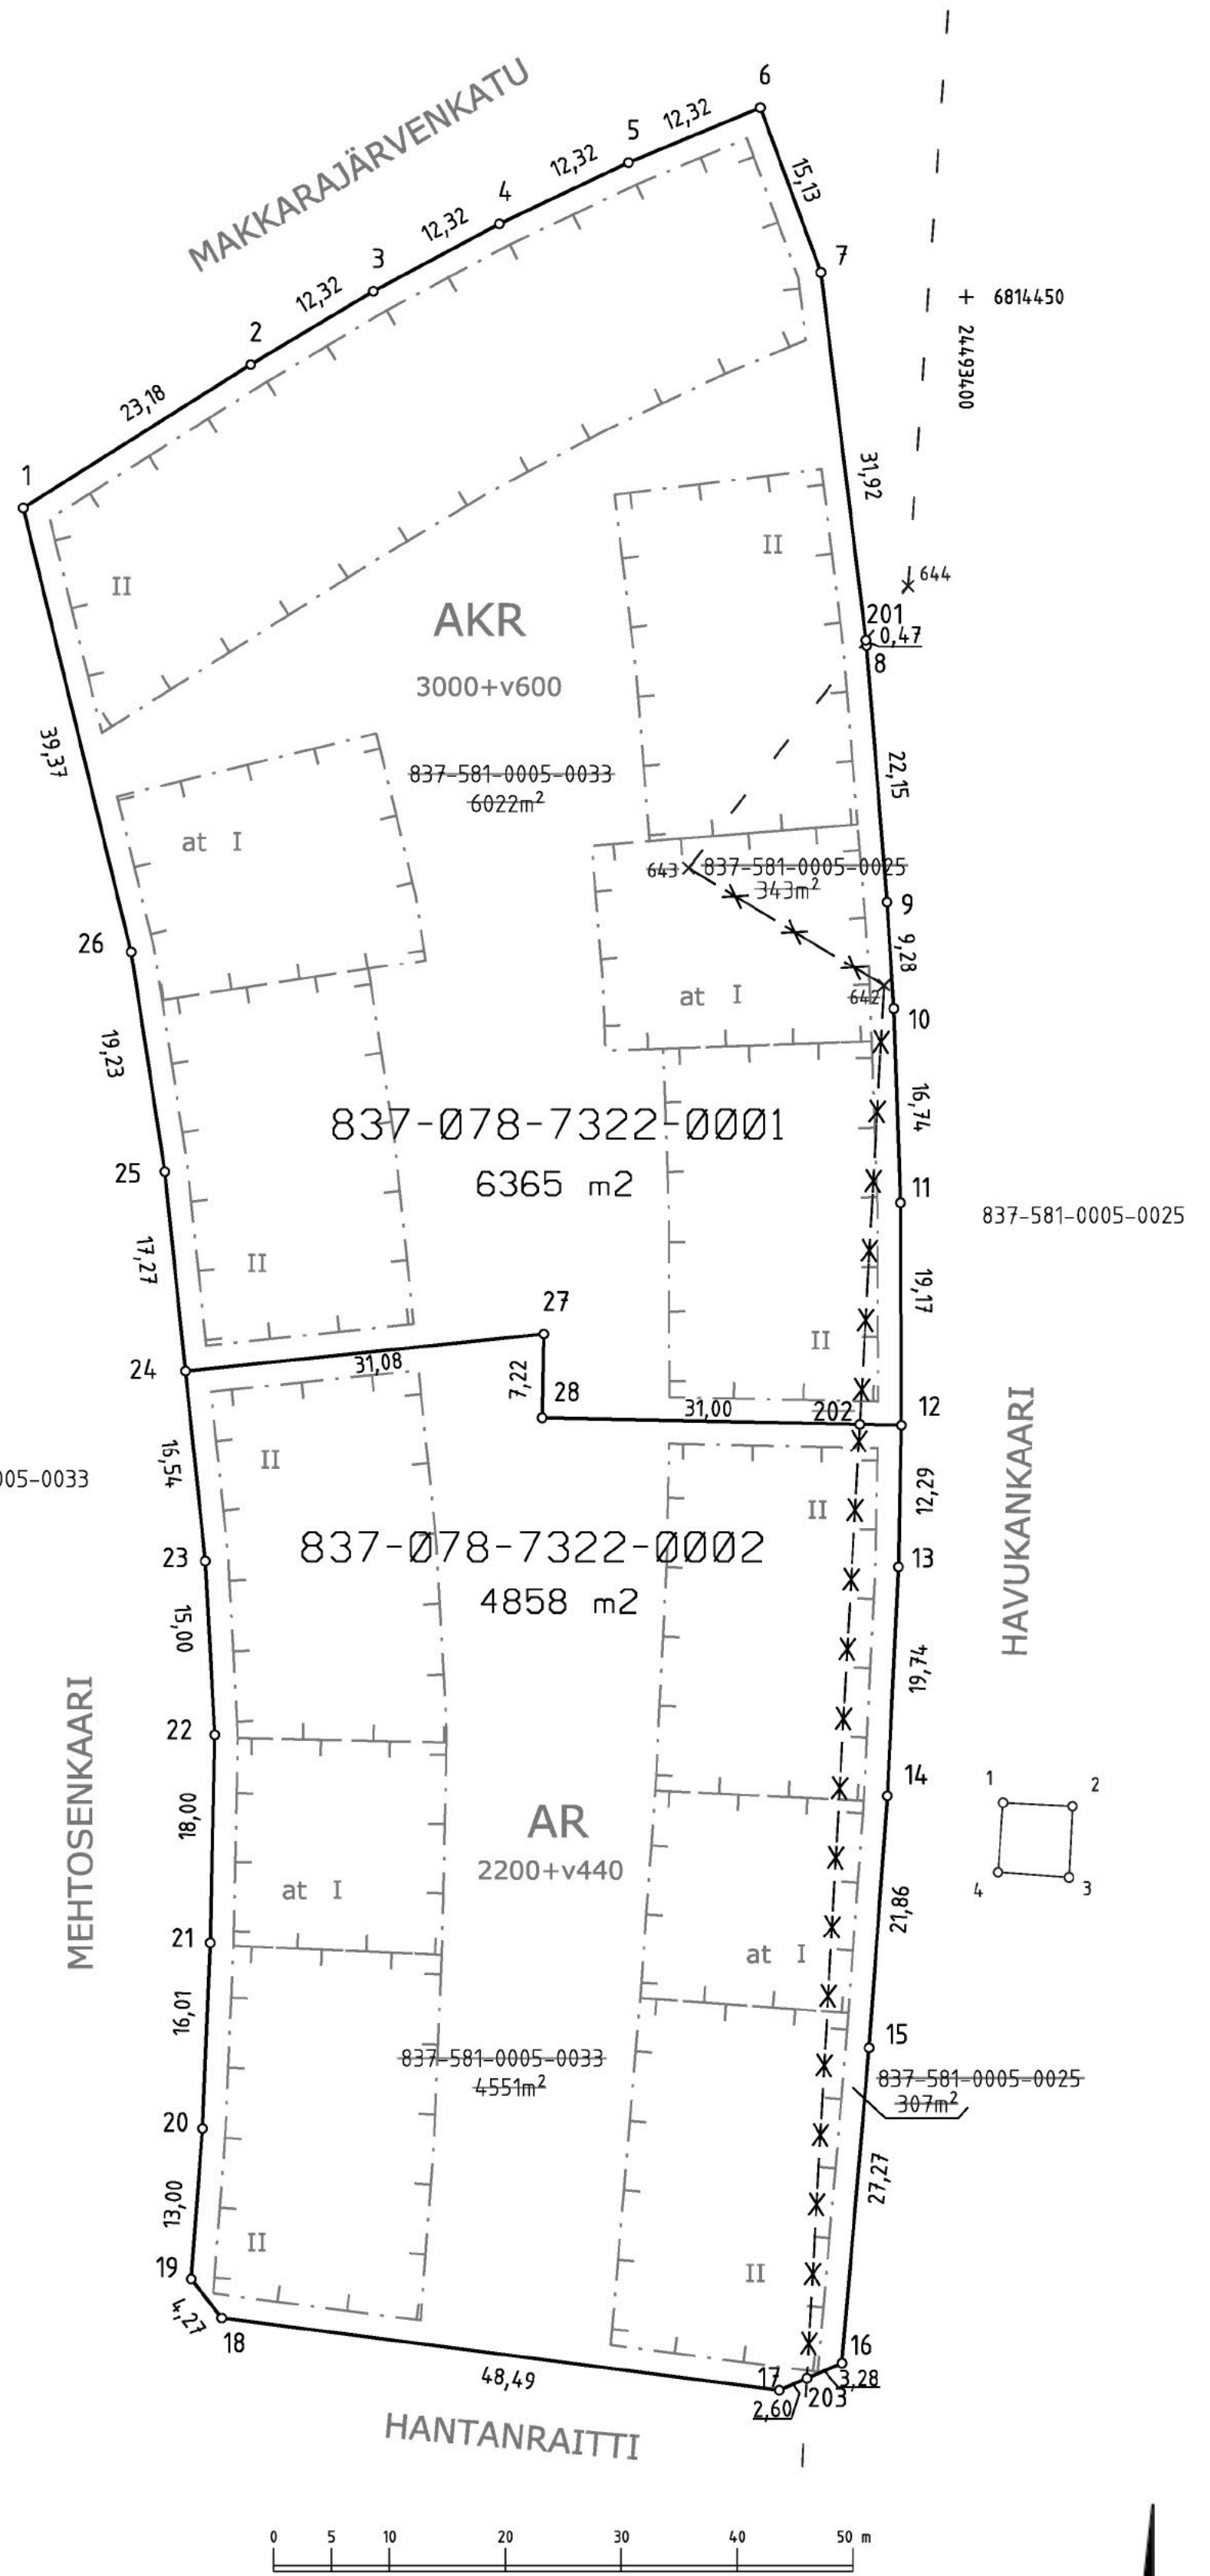 6
MAKKARAJÄRVENKATU
12,32
5
12,32
15,13
4
12,32
7
3
12,32
6814450
2
24493400
23,18
1
31,92
II
644
II
201
AKR
0,47
8
3000+v600
39,37
837-581-0005-0033
6022m²
22,15
at I
643
837-581-0005-0025
343m²
9
26
9,28
at I
642
10
19,23
16,74
837-078-7322-0001
25
6365 m2
11
837-581-0005-0025
17,27
II
19,17
27
II
24
31,08
7,22
28
31,00
202
12
II
16,54
05-0033
12,29
II
HAVUKANKAARI
837-078-7322-0002
23
13
4858 m2
15,00
19,74
MEHTOSENKAARI
22
14
1
2
18,00
AR
2200+v440
4
3
at I
21,86
21
at I
16,01
15
837-581-0005-0033
4551m²
837-581-0005-0025
307m²
20
27,27
13,00
II
19
II
4,27
18
16
17
3,28
48,49
203
2,60
HANTANRAITTI
0 5 10 20 30 40 50 m